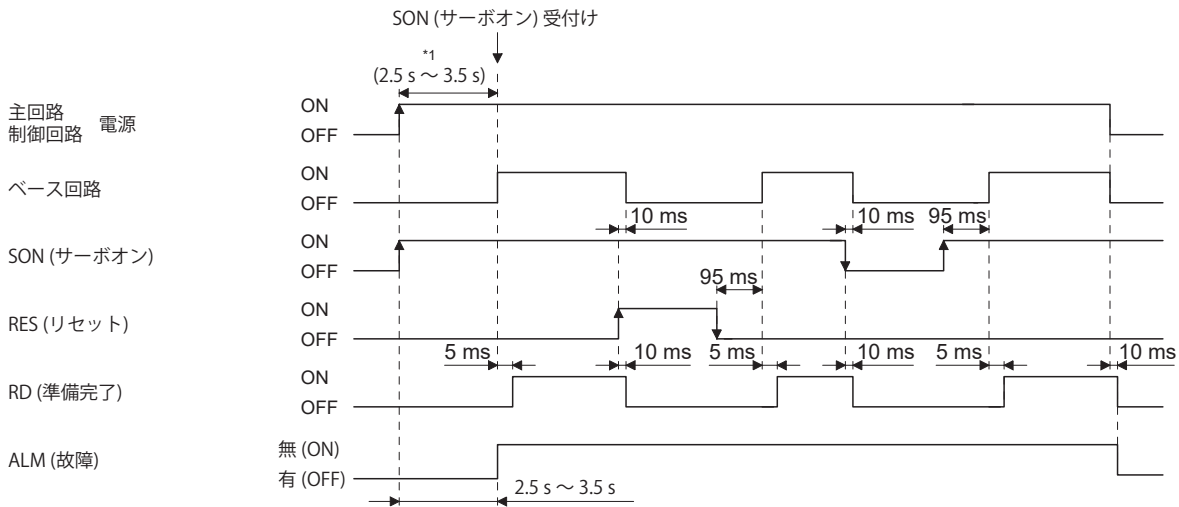 SON (サーボオン) 受付け
*1
(2.5 s ～ 3.5 s)
主回路
制御回路
電源
ON
OFF
ベース回路
ON
OFF
10 ms
10 ms
95 ms
SON (サーボオン)
ON
OFF
95 ms
RES (リセット)
ON
OFF
5 ms
10 ms
5 ms
10 ms
5 ms
10 ms
RD (準備完了)
ON
OFF
ALM (故障)
無 (ON)
有 (OFF)
2.5 s ～ 3.5 s